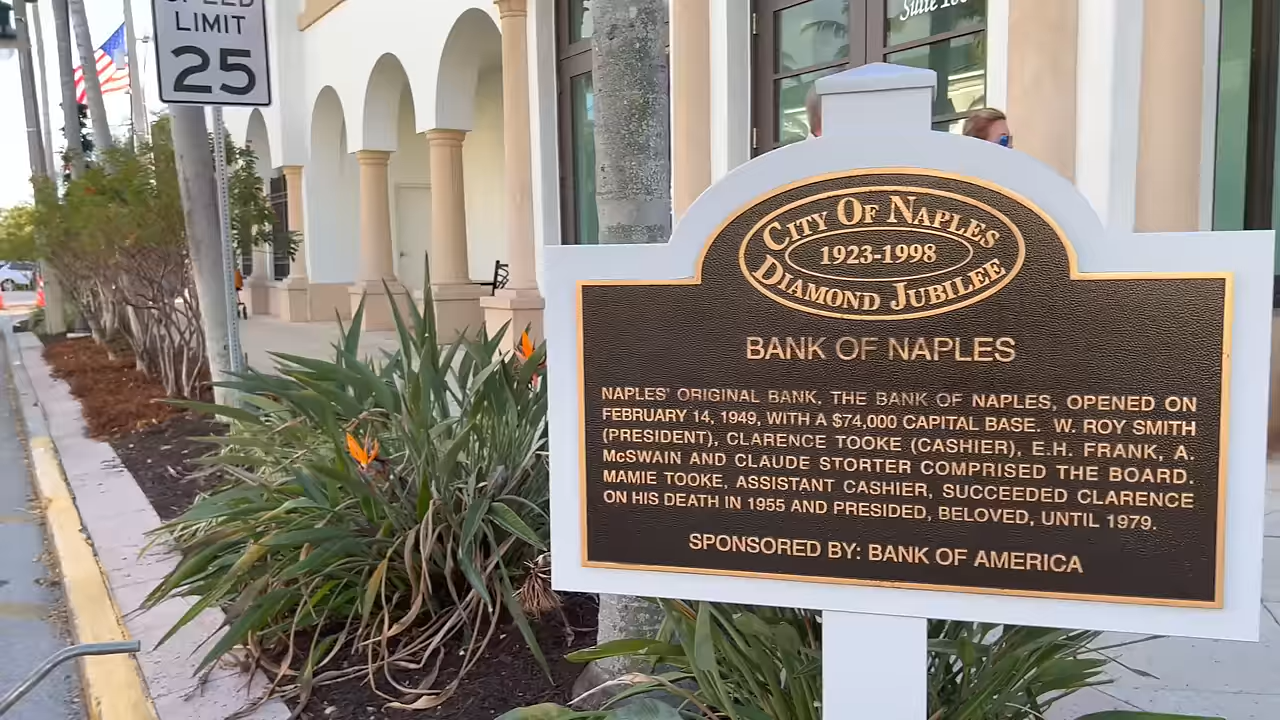 SPEED
LIMIT
25
CITY OF NAPLES
1923-1998
DIAMOND JUBILEE
BANK OF NAPLES
NAPLES' ORIGINAL BANK, THE BANK OF NAPLES, OPENED ON
FEBRUARY 14, 1949, WITH A $74,000 CAPITAL BASE. W. ROY SMITH
(PRESIDENT), CLARENCE TOOKE (CASHIER), E.H. FRANK, A.
McSWAIN AND CLAUDE STORTER COMPRISED THE BOARD.
MAMIE TOOKE, ASSISTANT CASHIER, SUCCEEDED CLARENCE
ON HIS DEATH IN 1955 AND PRESIDED, BELOVED, UNTIL 1979.
SPONSORED BY: BANK OF AMERICA
Suite